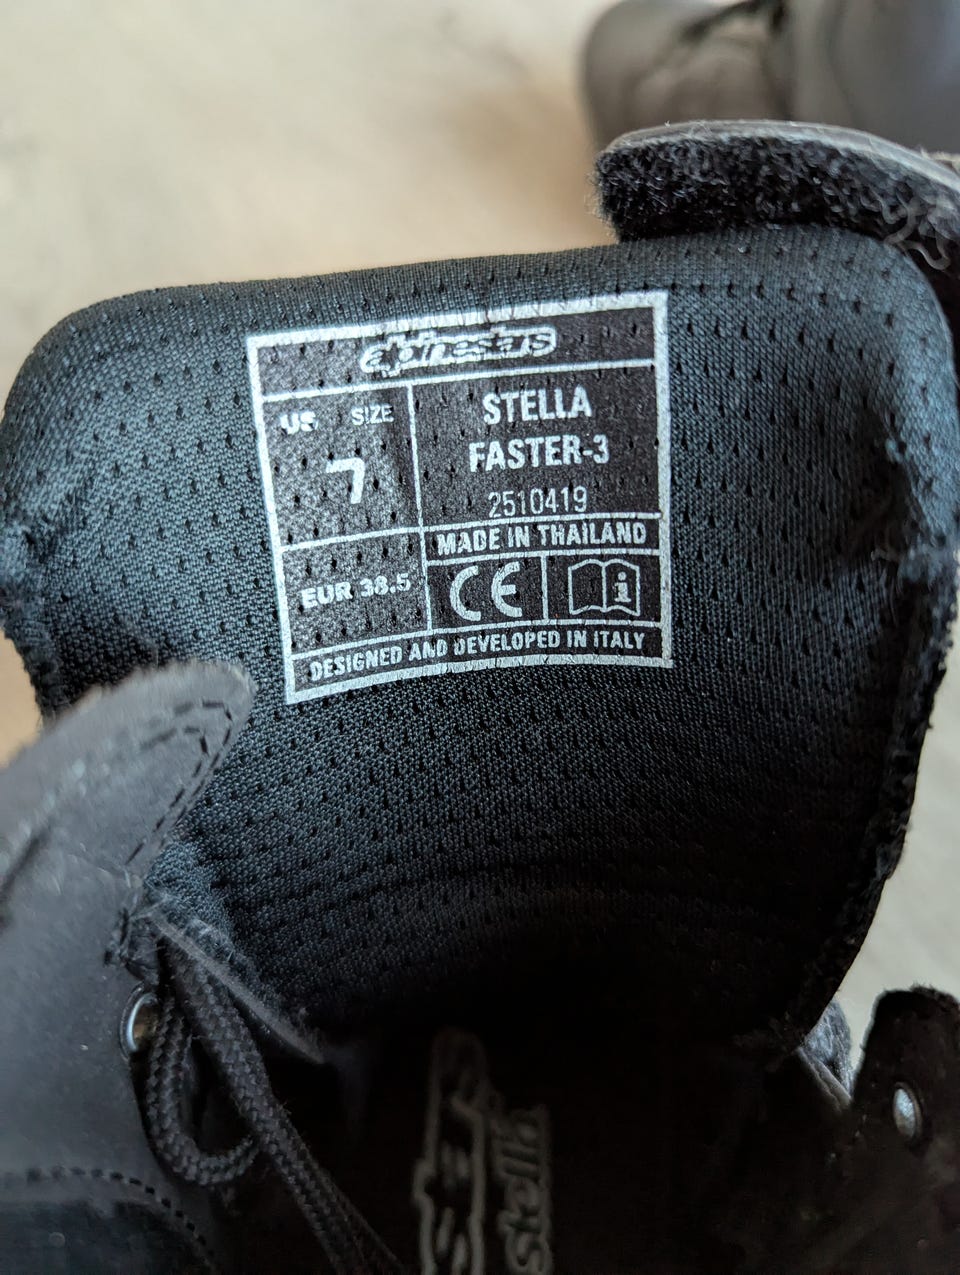 alpinestars
US SIZE
7
EUR 38.5
STELLA
FASTER-3
2510419
MADE IN THAILAND
CE
i
DESIGNED AND DEVELOPED IN ITALY
stella